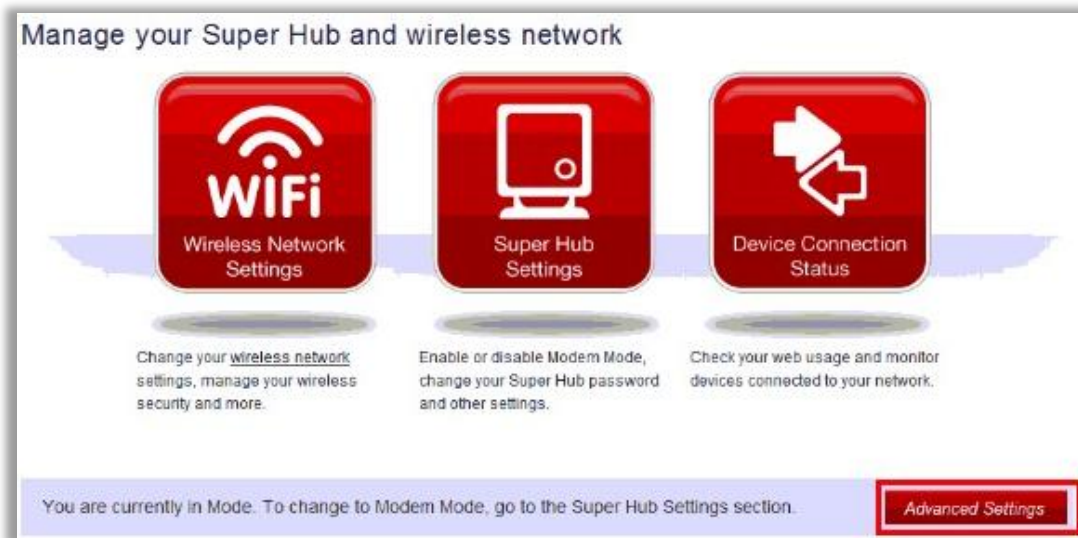 Manage your Super Hub and wireless network
WiFi
Wireless Network
Settings
Super Hub
Settings
Device Connection
Status
Change your wireless network
settings, manage your wireless
security and more.
Enable or disable Modem Mode,
change your Super Hub password
and other settings.
Check your web usage and monitor
devices connected to your network.
You are currently in Mode. To change to Modem Mode, go to the Super Hub Settings section.
Advanced Settings